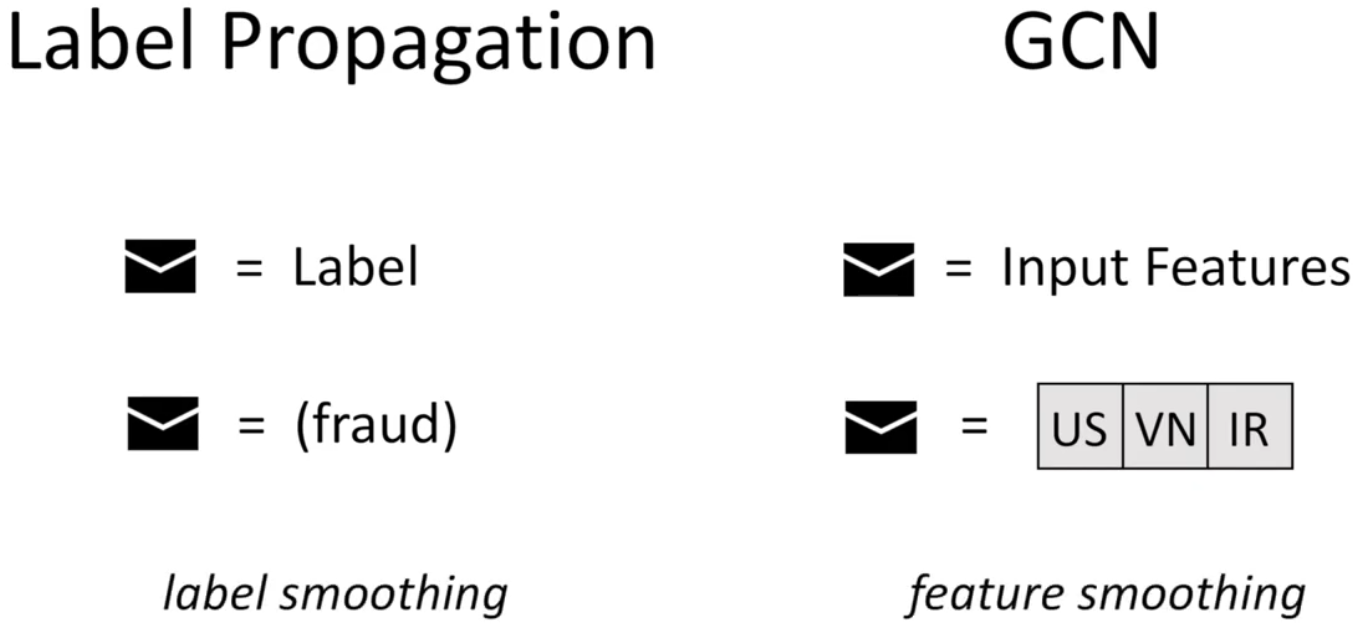 Label Propagation
GCN
= Label
= Input Features
= (fraud)
= US VN IR
label smoothing
feature smoothing